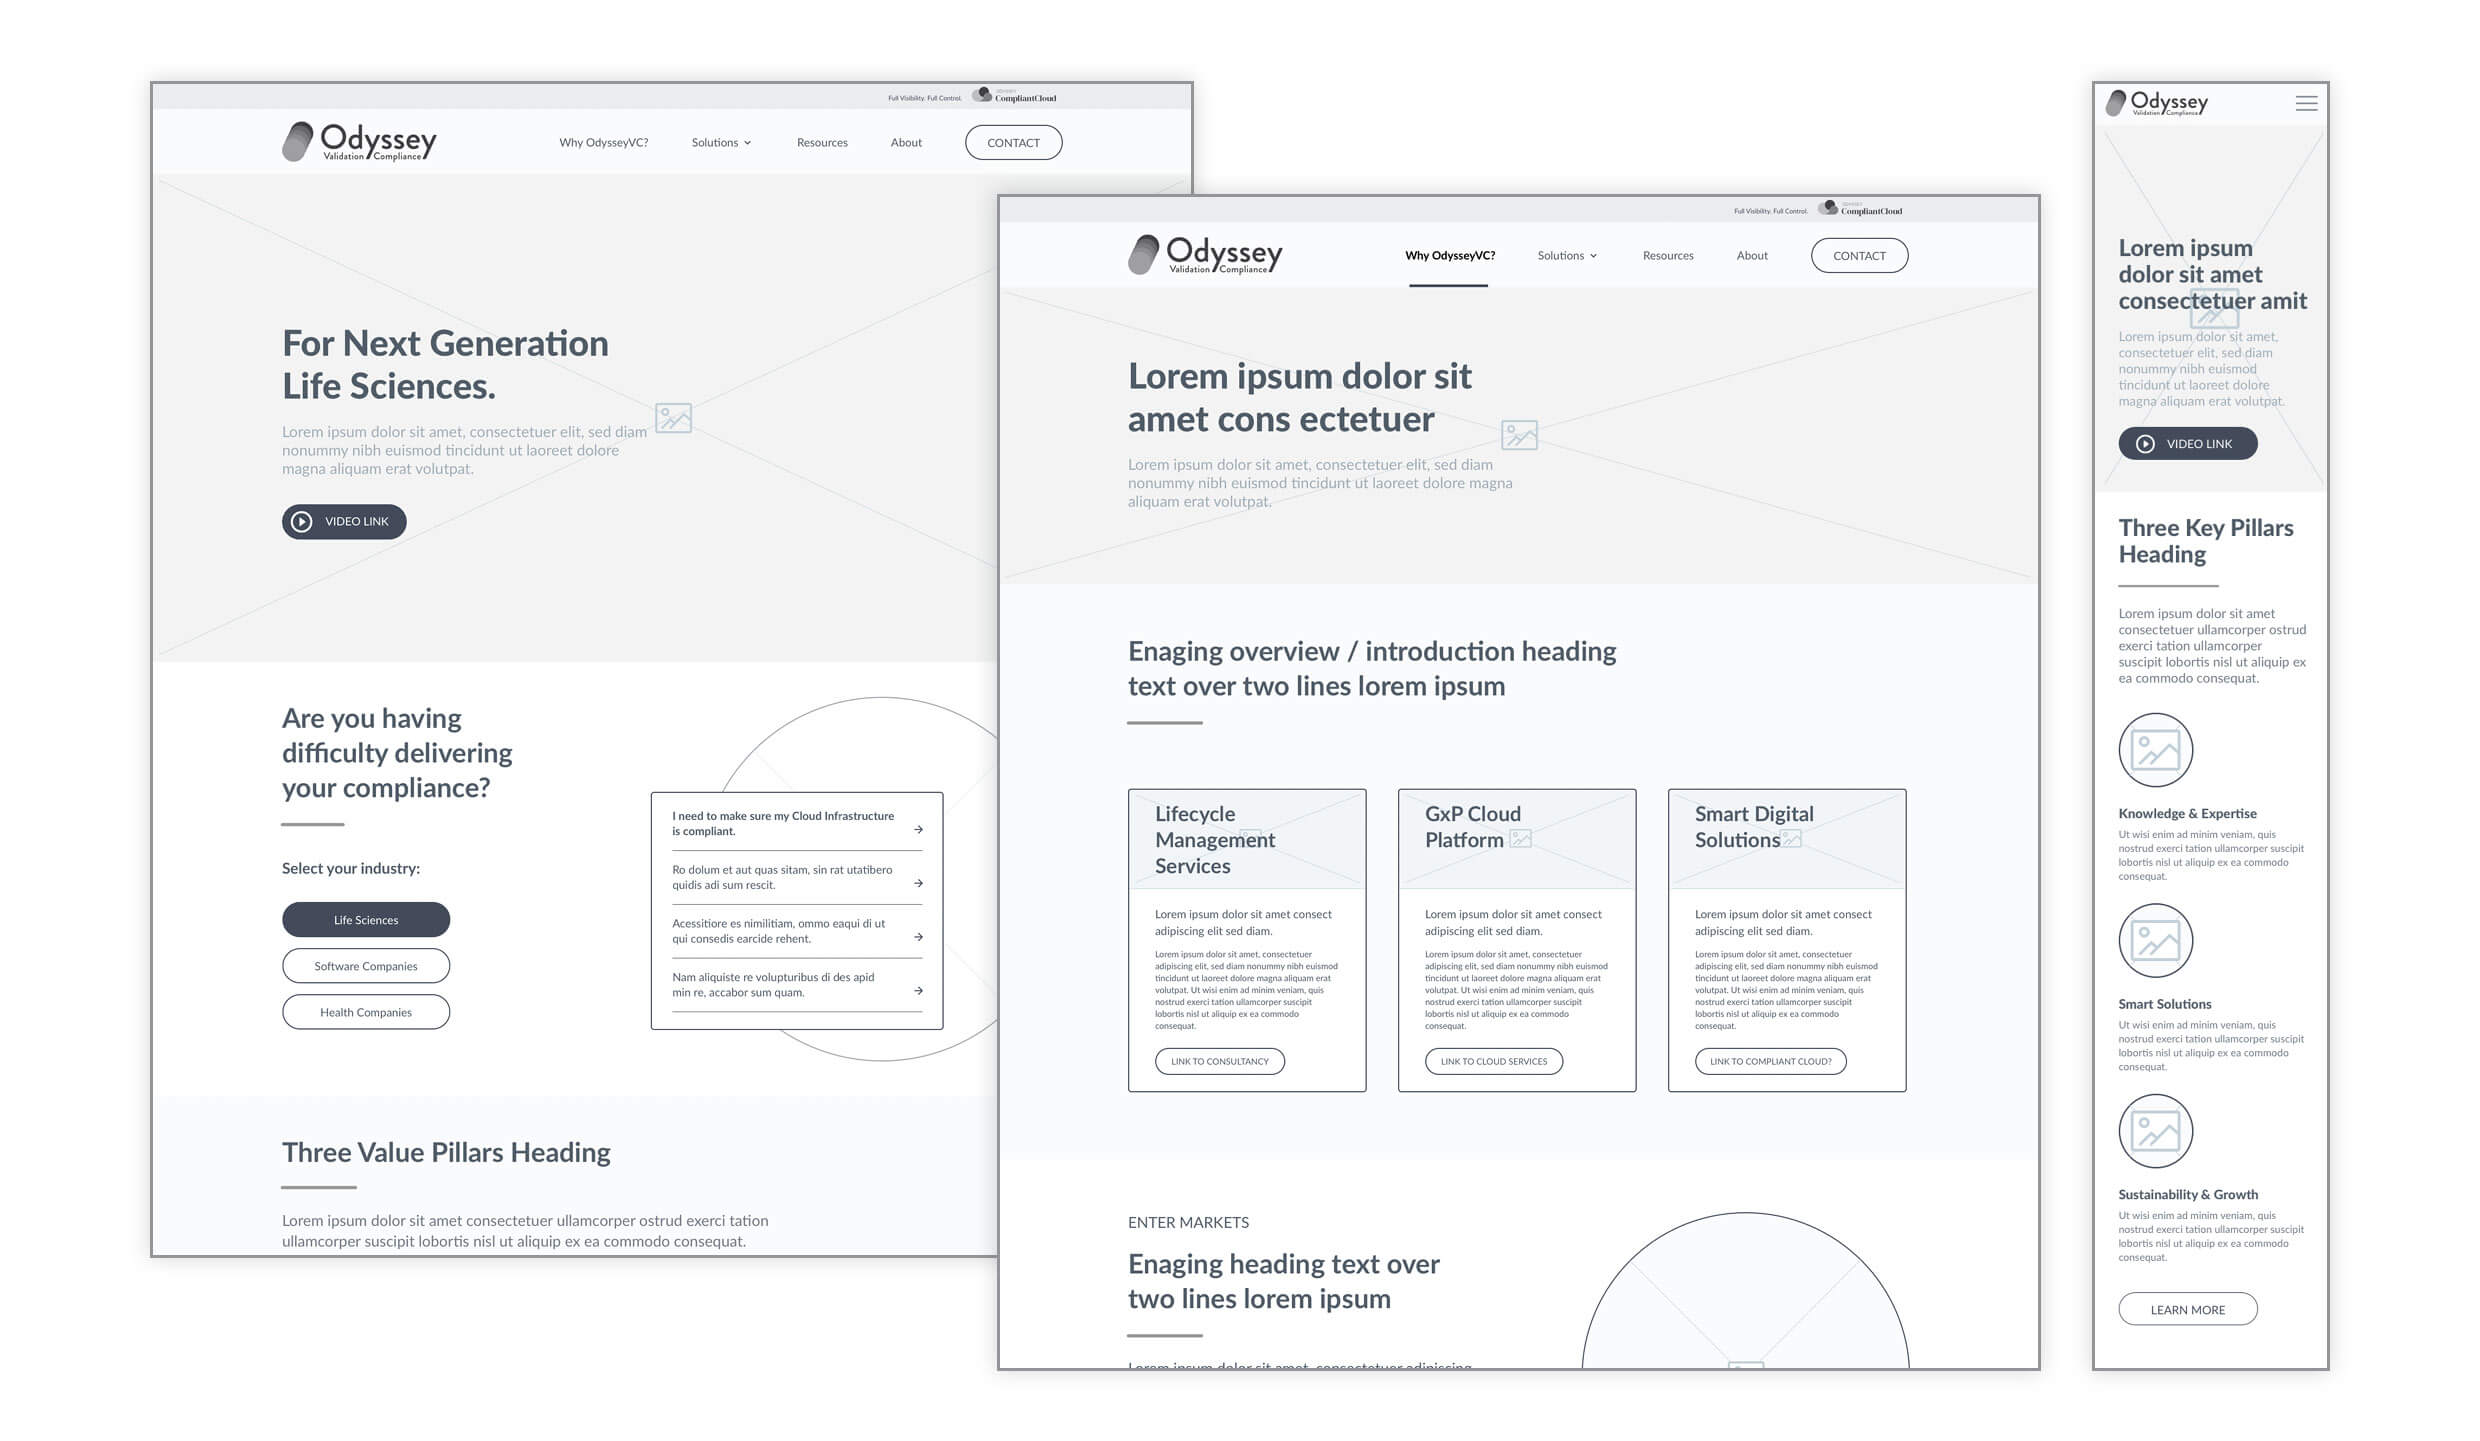 Full Visibility. Full Control.
ODYSSEY
CompliantCloud
Odyssey
Validation Compliance
Why OdysseyVC?
Solutions
Resources
About
CONTACT
For Next Generation
Life Sciences.
Lorem ipsum dolor sit amet, consectetuer elit, sed diam
nonummy nibh euismod tincidunt ut laoreet dolore
magna aliquam erat volutpat.
VIDEO LINK
Are you having
difficulty delivering
your compliance?
Select your industry:
Life Sciences
Software Companies
Health Companies
I need to make sure my Cloud Infrastructure
is compliant.
Ro dolum et aut quas sitam, sin rat utatibero
quidis adi sum rescit.
Acessitiore es nimilitiam, ommo eaqui di ut
qui consedis earcide rehent.
Nam aliquiste re volupturibus di des apid
min re, accabor sum quam.
Three Value Pillars Heading
Lorem ipsum dolor sit amet consectetuer ullamcorper ostrud exerci tation
ullamcorper suscipit lobortis nisl ut aliquip ex ea commodo consequat.
Full Visibility. Full Control.
ODYSSEY
CompliantCloud
Odyssey
Validation Compliance
Why OdysseyVC?
Solutions
Resources
About
CONTACT
Lorem ipsum dolor sit
amet cons ectetuer
Lorem ipsum dolor sit amet, consectetuer elit, sed diam
nonummy nibh euismod tincidunt ut laoreet dolore magna
aliquam erat volutpat.
Enaging overview / introduction heading
text over two lines lorem ipsum
Lifecycle
Management
Services
Lorem ipsum dolor sit amet consect
adipiscing elit sed diam.
Lorem ipsum dolor sit amet, consectetuer
adipiscing elit, sed diam nonummy nibh euismod
tincidunt ut laoreet dolore magna aliquam erat
volutpat. Ut wisi enim ad minim veniam, quis
nostrud exerci tation ullamcorper suscipit
lobortis nisl ut aliquip ex ea commodo
consequat.
LINK TO CONSULTANCY
GxP Cloud
Platform
Lorem ipsum dolor sit amet consect
adipiscing elit sed diam.
Lorem ipsum dolor sit amet, consectetuer
adipiscing elit, sed diam nonummy nibh euismod
tincidunt ut laoreet dolore magna aliquam erat
volutpat. Ut wisi enim ad minim veniam, quis
nostrud exerci tation ullamcorper suscipit
lobortis nisl ut aliquip ex ea commodo
consequat.
LINK TO CLOUD SERVICES
Smart Digital
Solutions
Lorem ipsum dolor sit amet consect
adipiscing elit sed diam.
Lorem ipsum dolor sit amet, consectetuer
adipiscing elit, sed diam nonummy nibh euismod
tincidunt ut laoreet dolore magna aliquam erat
volutpat. Ut wisi enim ad minim veniam, quis
nostrud exerci tation ullamcorper suscipit
lobortis nisl ut aliquip ex ea commodo
consequat.
LINK TO COMPLIANT CLOUD?
ENTER MARKETS
Enaging heading text over
two lines lorem ipsum
Lorem ipsum dolor sit amet, consectetuer adipiscing
Odyssey
Validation Compliance
Lorem ipsum
dolor sit amet
consectetuer amit
Lorem ipsum dolor sit amet,
consectetuer elit, sed diam
nonummy nibh euismod
tincidunt ut laoreet dolore
magna aliquam erat volutpat.
VIDEO LINK
Three Key Pillars
Heading
Lorem ipsum dolor sit amet
consectetuer ullamcorper ostrud
exerci tation ullamcorper
suscipit lobortis nisl ut aliquip ex
ea commodo consequat.
Knowledge & Expertise
Ut wisi enim ad minim veniam, quis
nostrud exerci tation ullamcorper suscipit
lobortis nisl ut aliquip ex ea commodo
consequat.
Smart Solutions
Ut wisi enim ad minim veniam, quis
nostrud exerci tation ullamcorper suscipit
lobortis nisl ut aliquip ex ea commodo
consequat.
Sustainability & Growth
Ut wisi enim ad minim veniam, quis
nostrud exerci tation ullamcorper suscipit
lobortis nisl ut aliquip ex ea commodo
consequat.
LEARN MORE